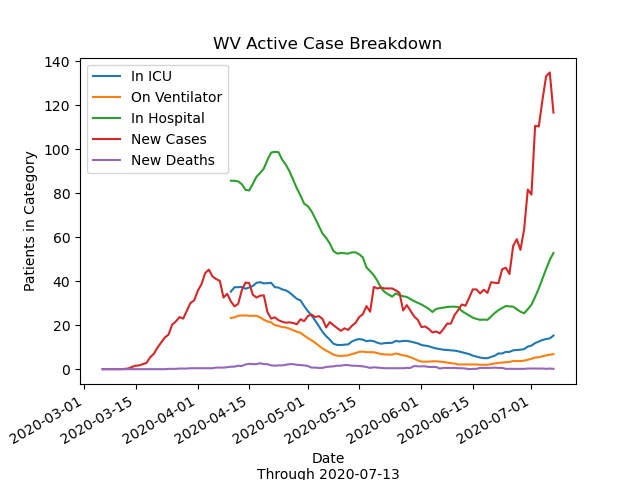 WV Active Case Breakdown
Patients in Category
140
120
100
80
60
40
20
0
In ICU
On Ventilator
In Hospital
New Cases
New Deaths
2020-03-01
2020-03-15
2020-04-01
2020-04-15
2020-05-01
2020-05-15
2020-06-01
2020-06-15
2020-07-01
Date
Through 2020-07-13